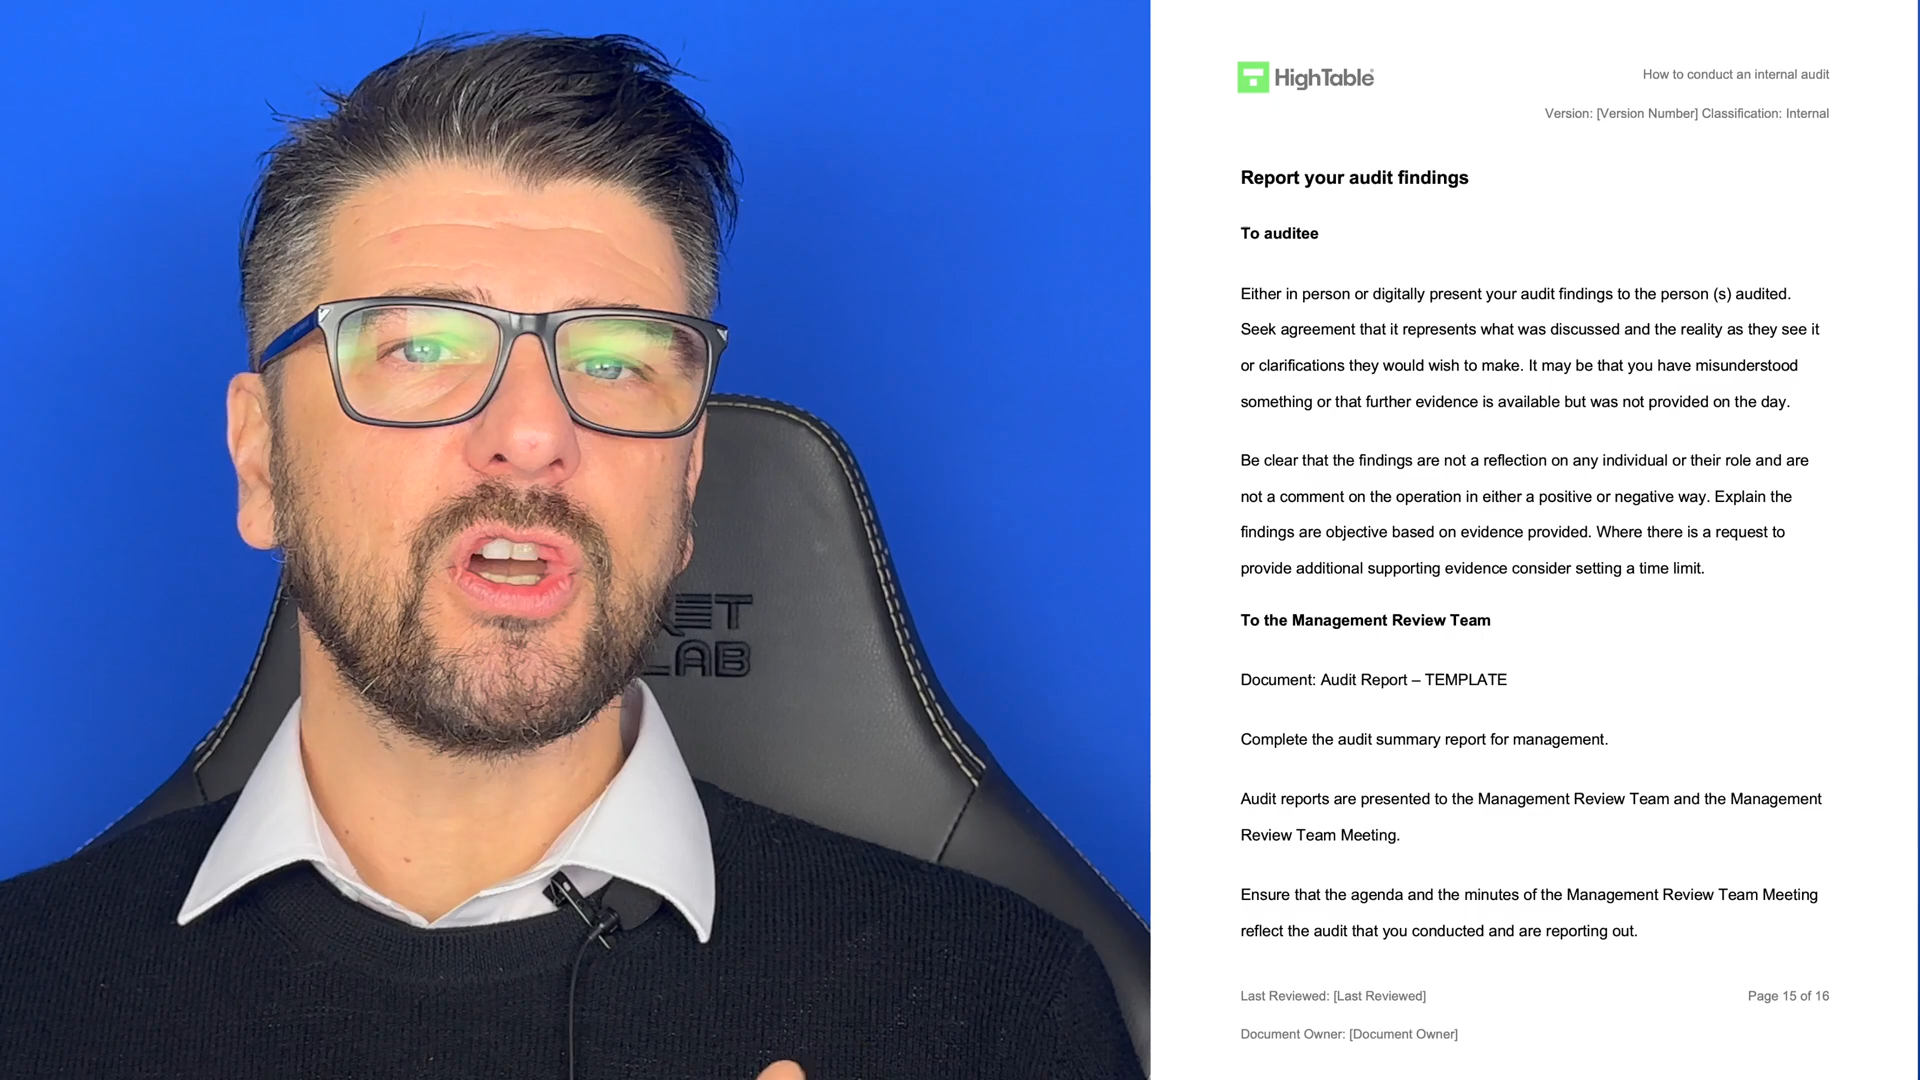 HighTable
How to conduct an internal audit
Version: [Version Number] Classification: Internal
Report your audit findings
To auditee
Either in person or digitally present your audit findings to the person (s) audited.
Seek agreement that it represents what was discussed and the reality as they see it
or clarifications they would wish to make. It may be that you have misunderstood
something or that further evidence is available but was not provided on the day.
Be clear that the findings are not a reflection on any individual or their role and are
not a comment on the operation in either a positive or negative way. Explain the
findings are objective based on evidence provided. Where there is a request to
provide additional supporting evidence consider setting a time limit.
To the Management Review Team
Document: Audit Report – TEMPLATE
Complete the audit summary report for management.
Audit reports are presented to the Management Review Team and the Management
Review Team Meeting.
Ensure that the agenda and the minutes of the Management Review Team Meeting
reflect the audit that you conducted and are reporting out.
Last Reviewed: [Last Reviewed]
Page 15 of 16
Document Owner: [Document Owner]
ET
LAB